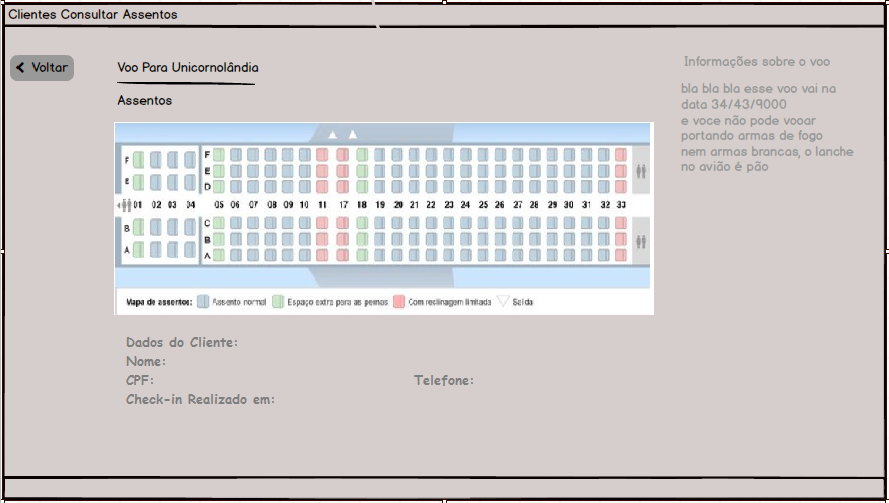 Clientes Consultar Assentos
Voltar
Voo Para Unicornolândia
Assentos
F
E
B
A
01 02 03 04
F
E
D
05 06 07 08 09 10 11 17 18 19 20 21 22 23 24 25 26 27 28 29 30 31 32 33
C
B
A
Mapa de assentos: Assento normal Espaço extra para as pernas Com reclinagem limitada Saída
Dados do Cliente:
Nome:
CPF: Telefone:
Check-in Realizado em:
Informações sobre o voo
bla bla bla esse voo vai na
data 34/43/9000
e voce não pode vooar
portando armas de fogo
nem armas brancas, o lanche
no avião é pão